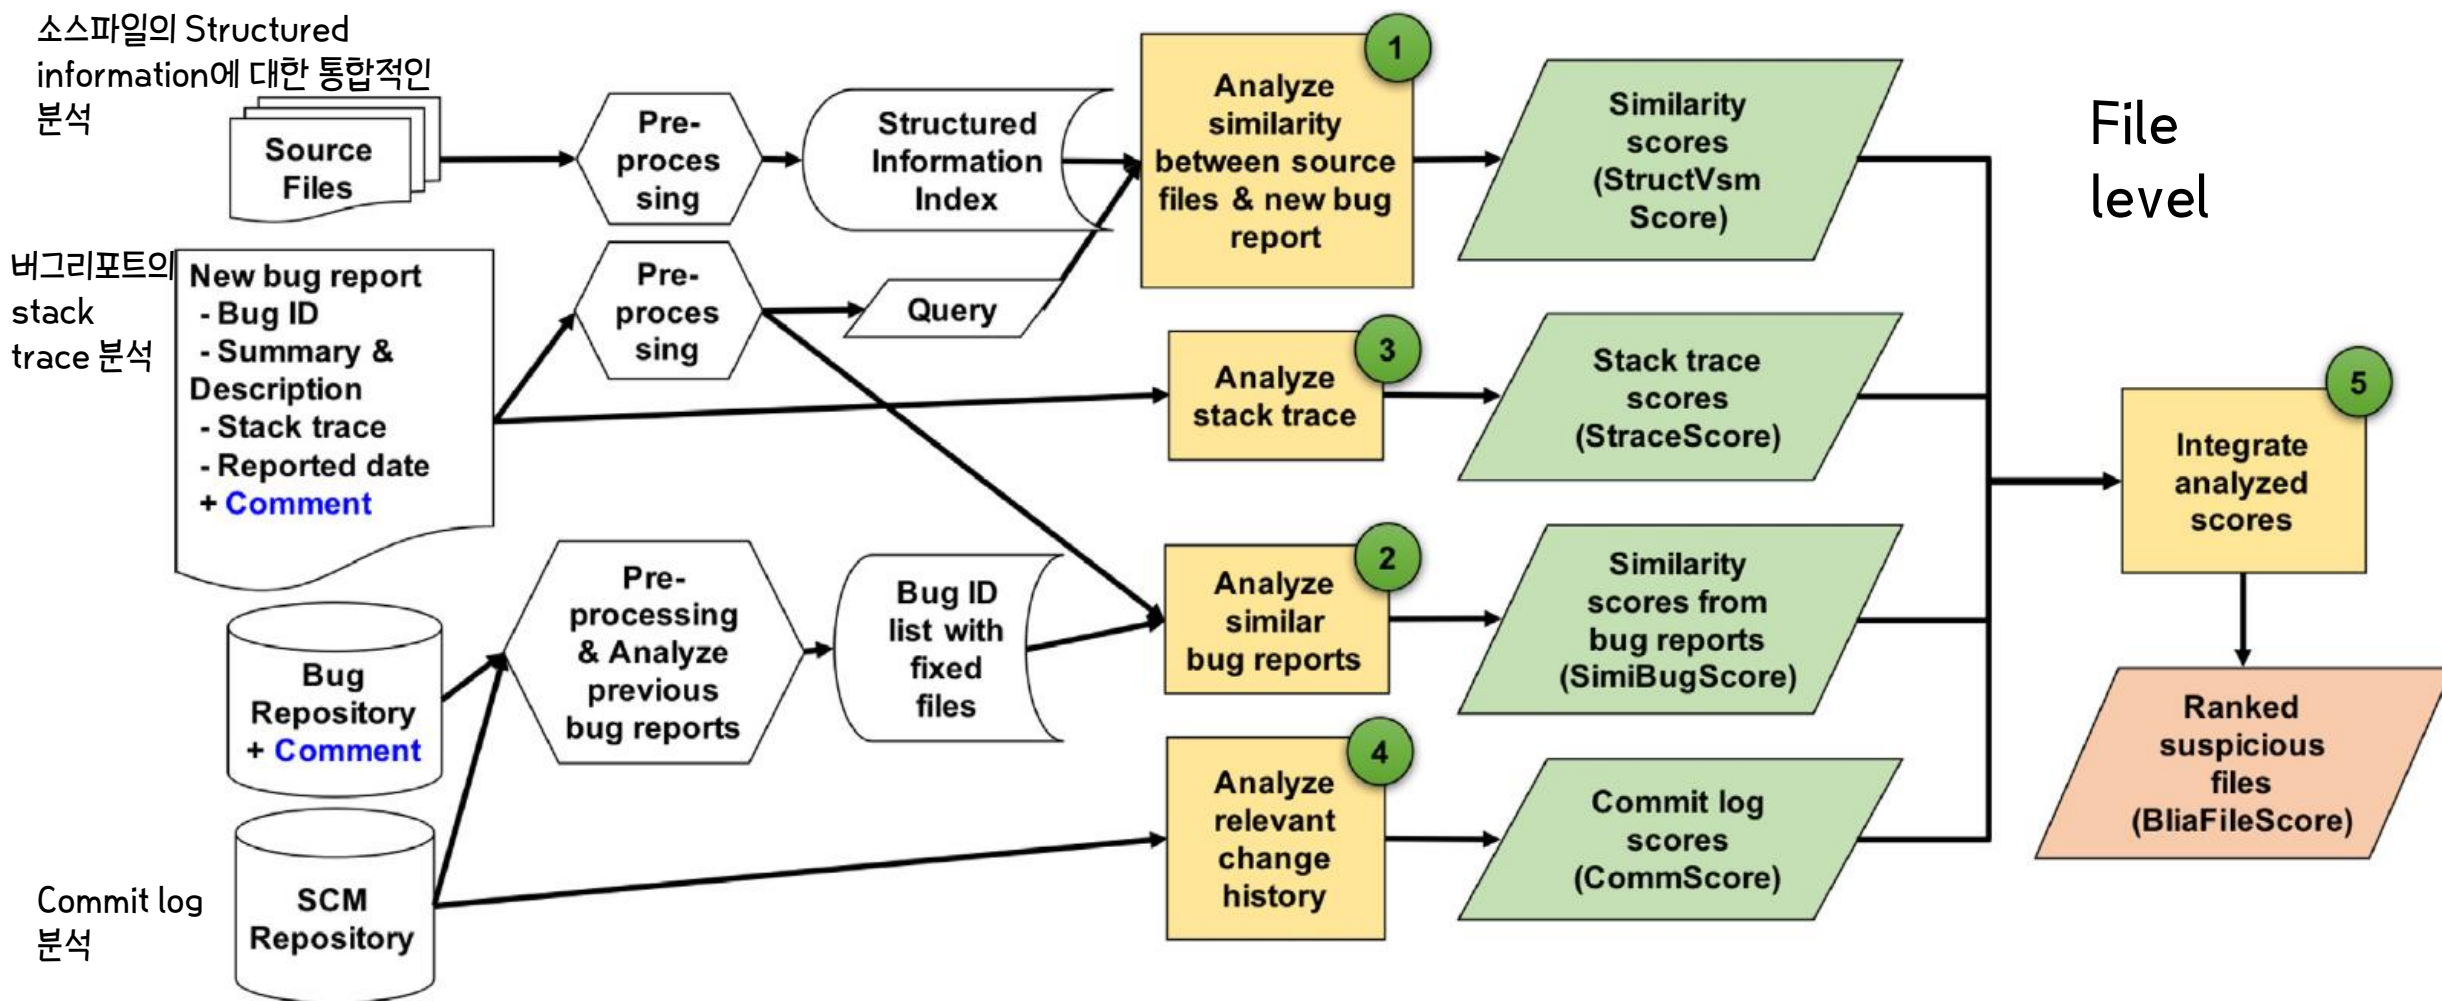 소스파일의 Structured
information에 대한 통합적인
분석
Source
Files
Pre-
proces
sing
Structured
Information
Index
1
Analyze
similarity
between source
files & new bug
report
Similarity
scores
(StructVsm
Score)
File
level
버그리포트의
stack
trace 분석
New bug report
- Bug ID
- Summary &
Description
- Stack trace
- Reported date
+ Comment
Pre-
proces
sing
Query
3
Analyze
stack trace
Stack trace
scores
(StraceScore)
5
Integrate
analyzed
scores
Bug
Repository
+ Comment
Pre-
processing
& Analyze
previous
bug reports
Bug ID
list with
fixed
files
2
Analyze
similar
bug reports
Similarity
scores from
bug reports
(SimiBugScore)
Ranked
suspicious
files
(BliaFileScore)
Commit log
분석
SCM
Repository
4
Analyze
relevant
change
history
Commit log
scores
(CommScore)